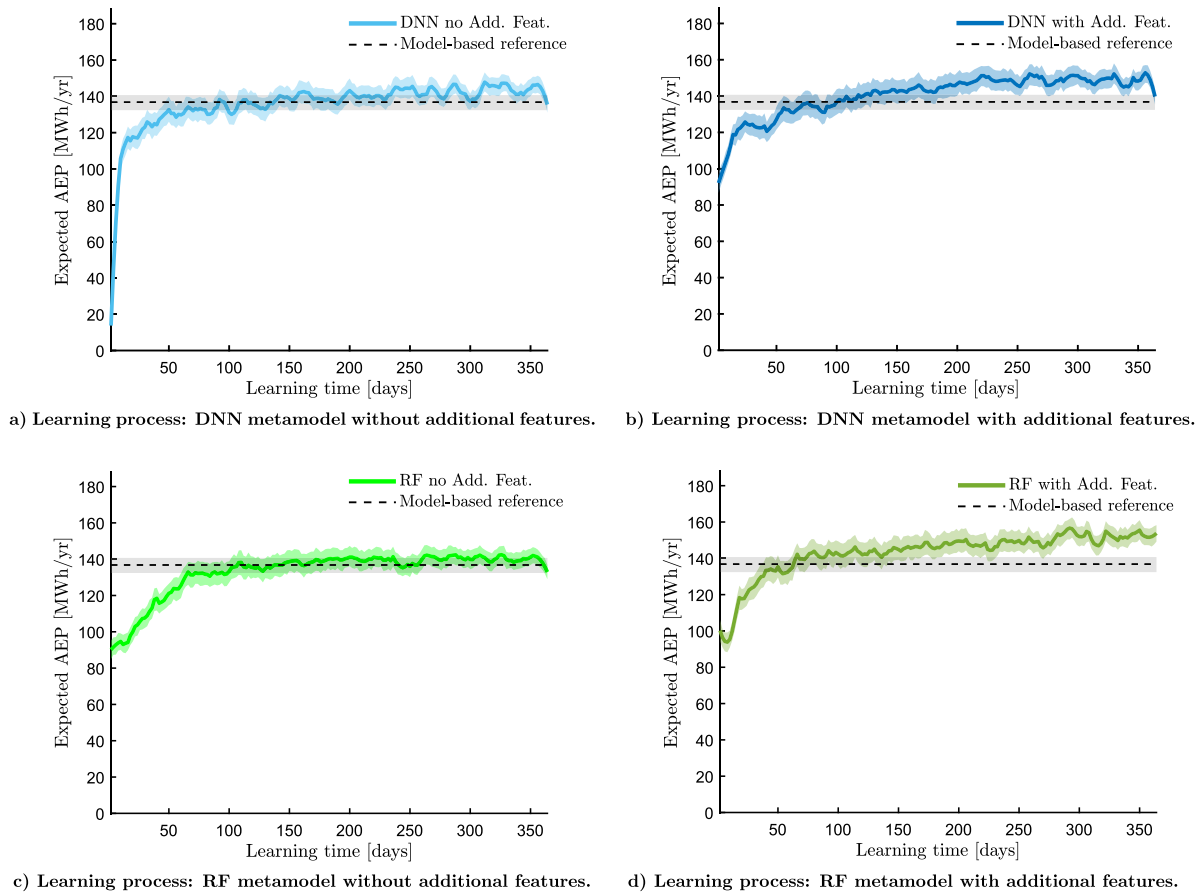 DNN no Add. Feat.
Model-based reference
Expected AEP [MWh/yr]
180
160
140
120
100
80
60
40
20
0
50 100 150 200 250 300 350
Learning time [days]
a) Learning process: DNN metamodel without additional features.
DNN with Add. Feat.
Model-based reference
Expected AEP [MWh/yr]
180
160
140
120
100
80
60
40
20
0
50 100 150 200 250 300 350
Learning time [days]
b) Learning process: DNN metamodel with additional features.
RF no Add. Feat.
Model-based reference
Expected AEP [MWh/yr]
180
160
140
120
100
80
60
40
20
0
50 100 150 200 250 300 350
Learning time [days]
c) Learning process: RF metamodel without additional features.
RF with Add. Feat.
Model-based reference
Expected AEP [MWh/yr]
180
160
140
120
100
80
60
40
20
0
50 100 150 200 250 300 350
Learning time [days]
d) Learning process: RF metamodel with additional features.